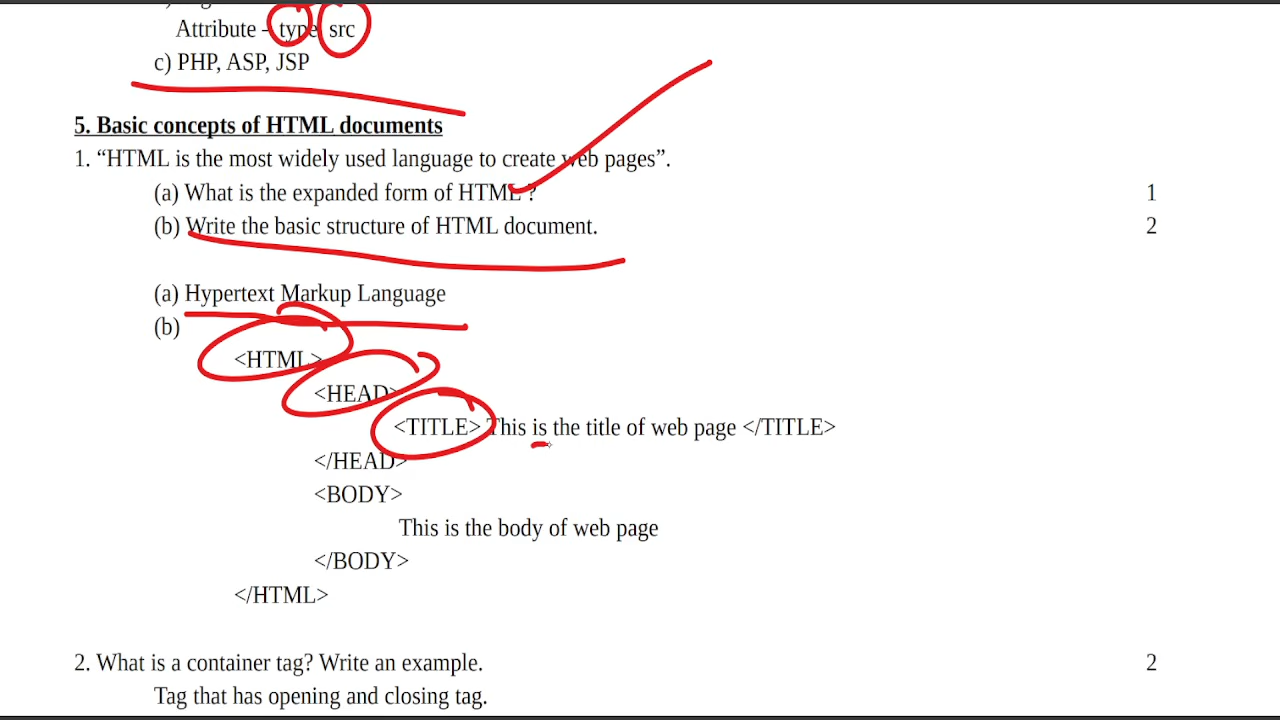 Attribute – type src
c) PHP, ASP, JSP
5. Basic concepts of HTML documents
1. “HTML is the most widely used language to create web pages”.
(a) What is the expanded form of HTML ? 1
(b) Write the basic structure of HTML document. 2
(a) Hypertext Markup Language
(b)
<HTML>
<HEAD>
<TITLE> This is the title of web page </TITLE>
</HEAD>
<BODY>
This is the body of web page
</BODY>
</HTML>
2. What is a container tag? Write an example. 2
Tag that has opening and closing tag.